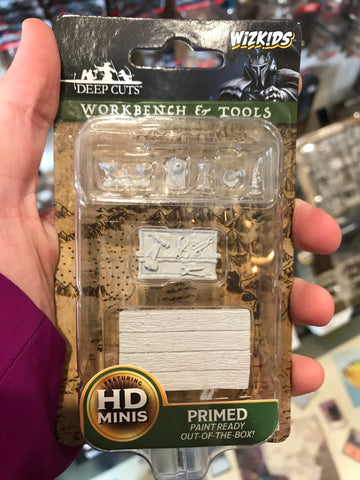 WIZKIDS
DEEP CUTS
WORKBENCH & TOOLS
FEATURING
HD
MINIS
PRIMED
PAINT READY
OUT-OF-THE-BOX!